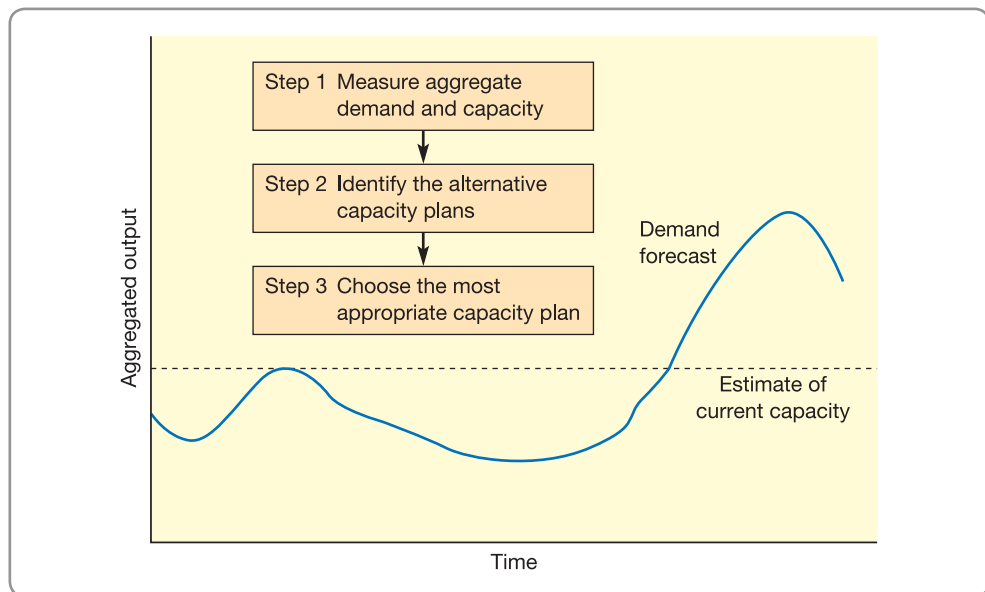 Step 1 Measure aggregate
demand and capacity
Step 2 Identify the alternative
capacity plans
Step 3 Choose the most
appropriate capacity plan
Demand
forecast
Estimate of
current capacity
Aggregated output
Time